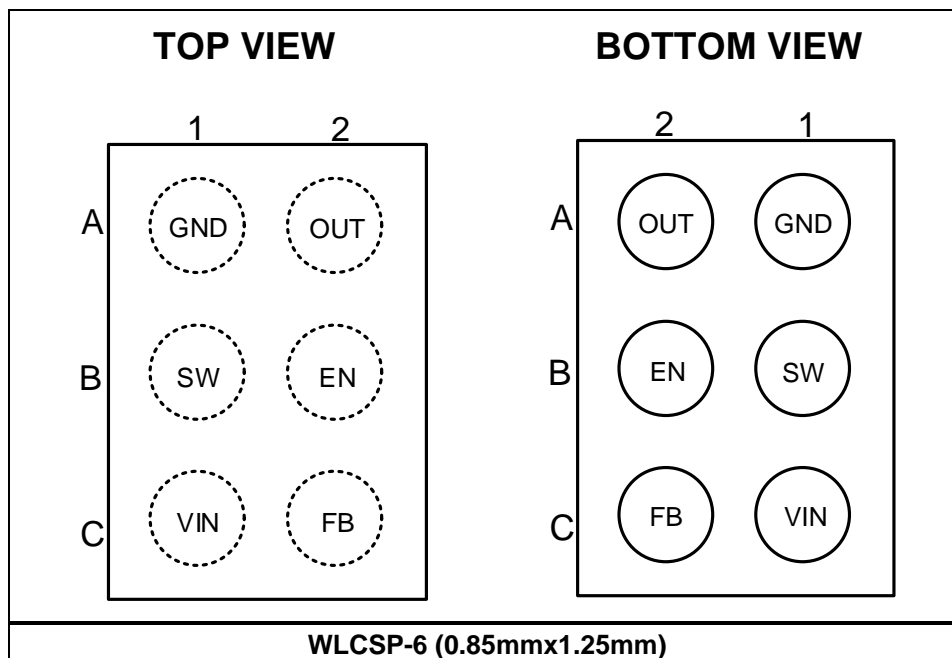 TOP VIEW
1 2
A GND OUT
B SW EN
C VIN FB
BOTTOM VIEW
2 1
A OUT GND
B EN SW
C FB VIN
WLCSP-6 (0.85mmx1.25mm)